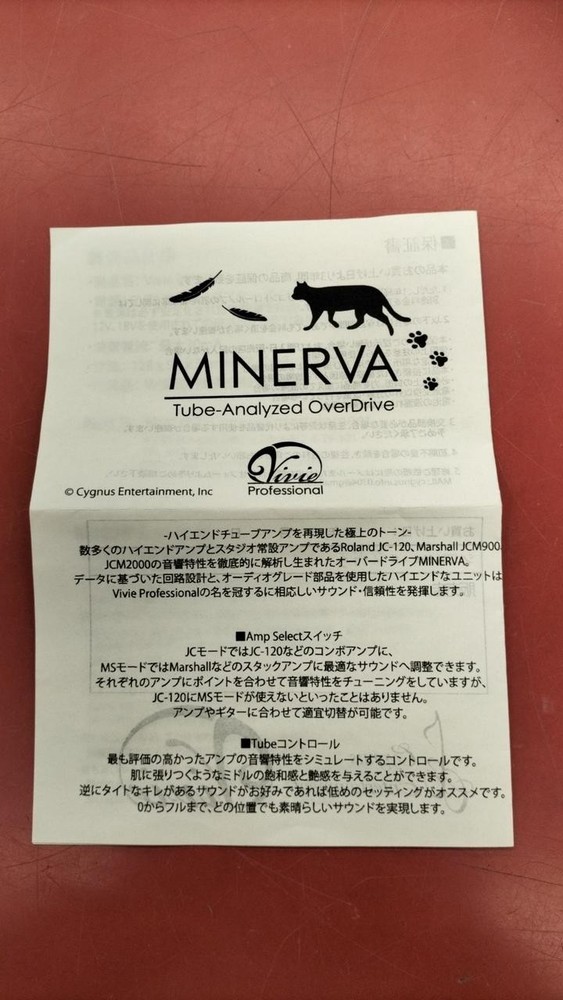 MINERVA
Tube-Analyzed OverDrive
Vivie
Professional
© Cygnus Entertainment, Inc
-ハイエンドチューブアンプを再現した極上のトーン-
数多くのハイエンドアンプとスタジオ常設アンプであるRoland JC-120、Marshall JCM900、
JCM2000の音響特性を徹底的に解析し生まれたオーバードライブMINERVA。
データに基づいた回路設計と、オーディオグレード部品を使用したハイエンドなユニットは
Vivie Professionalの名を冠するに相応しいサウンド・信頼性を発揮します。
■Amp Selectスイッチ
JCモードではJC-120などのコンボアンプに、
MSモードではMarshallなどのスタックアンプに最適なサウンドへ調整できます。
それぞれのアンプにポイントを合わせて音響特性をチューニングをしていますが、
JC-120にMSモードが使えないといったことはありません。
アンプやギターに合わせて適宜切替が可能です。
■Tubeコントロール
最も評価の高かったアンプの音響特性をシミュレートするコントロールです。
肌に張りつくようなミドルの飽和感と艶感を与えることができます。
逆にタイトなキレがあるサウンドがお好みであれば低めのセッティングがオススメです。
0からフルまで、どの位置でも素晴らしいサウンドを実現します。